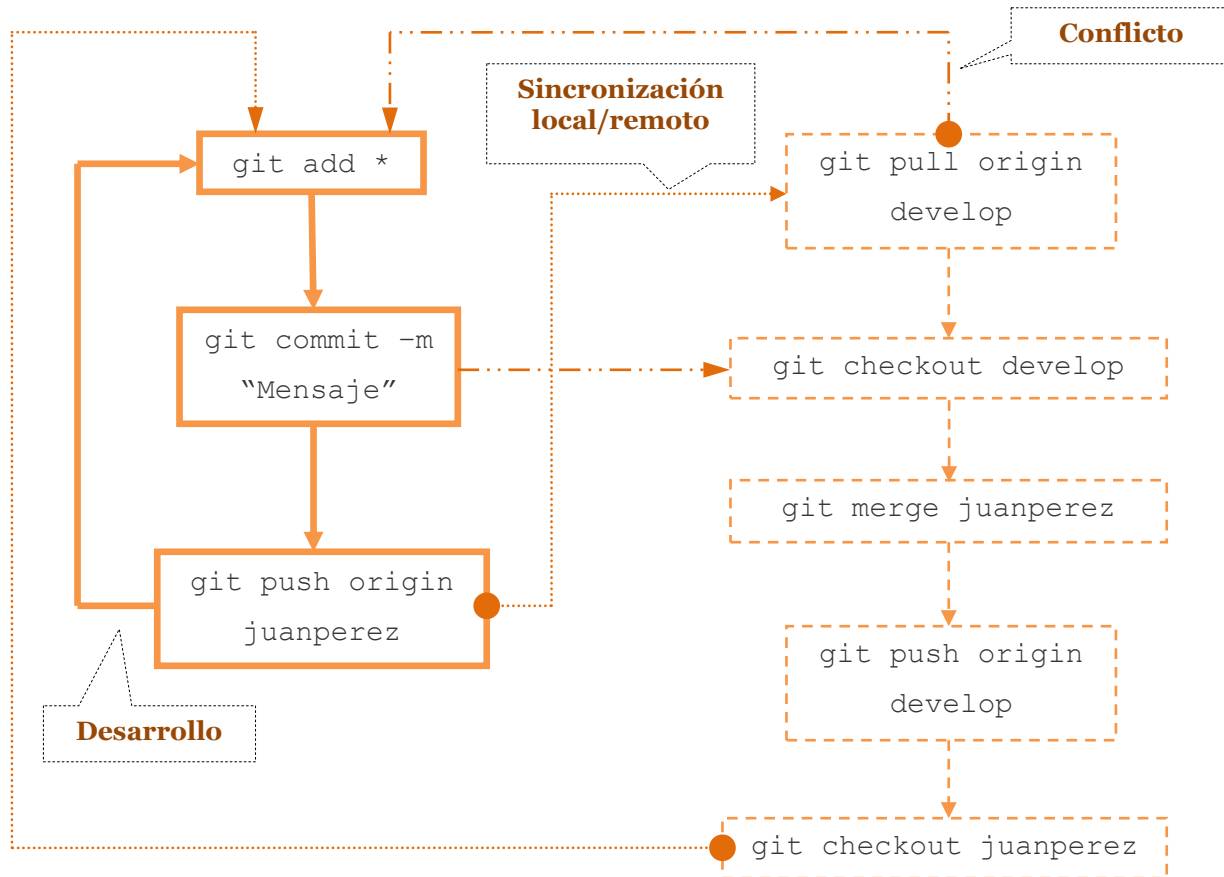 Conflicto
Sincronización
local/remoto
git add *
git pull origin
develop
git commit –m
“Mensaje”
git checkout develop
git merge juanperez
git push origin
juanperez
git push origin
develop
Desarrollo
git checkout juanperez